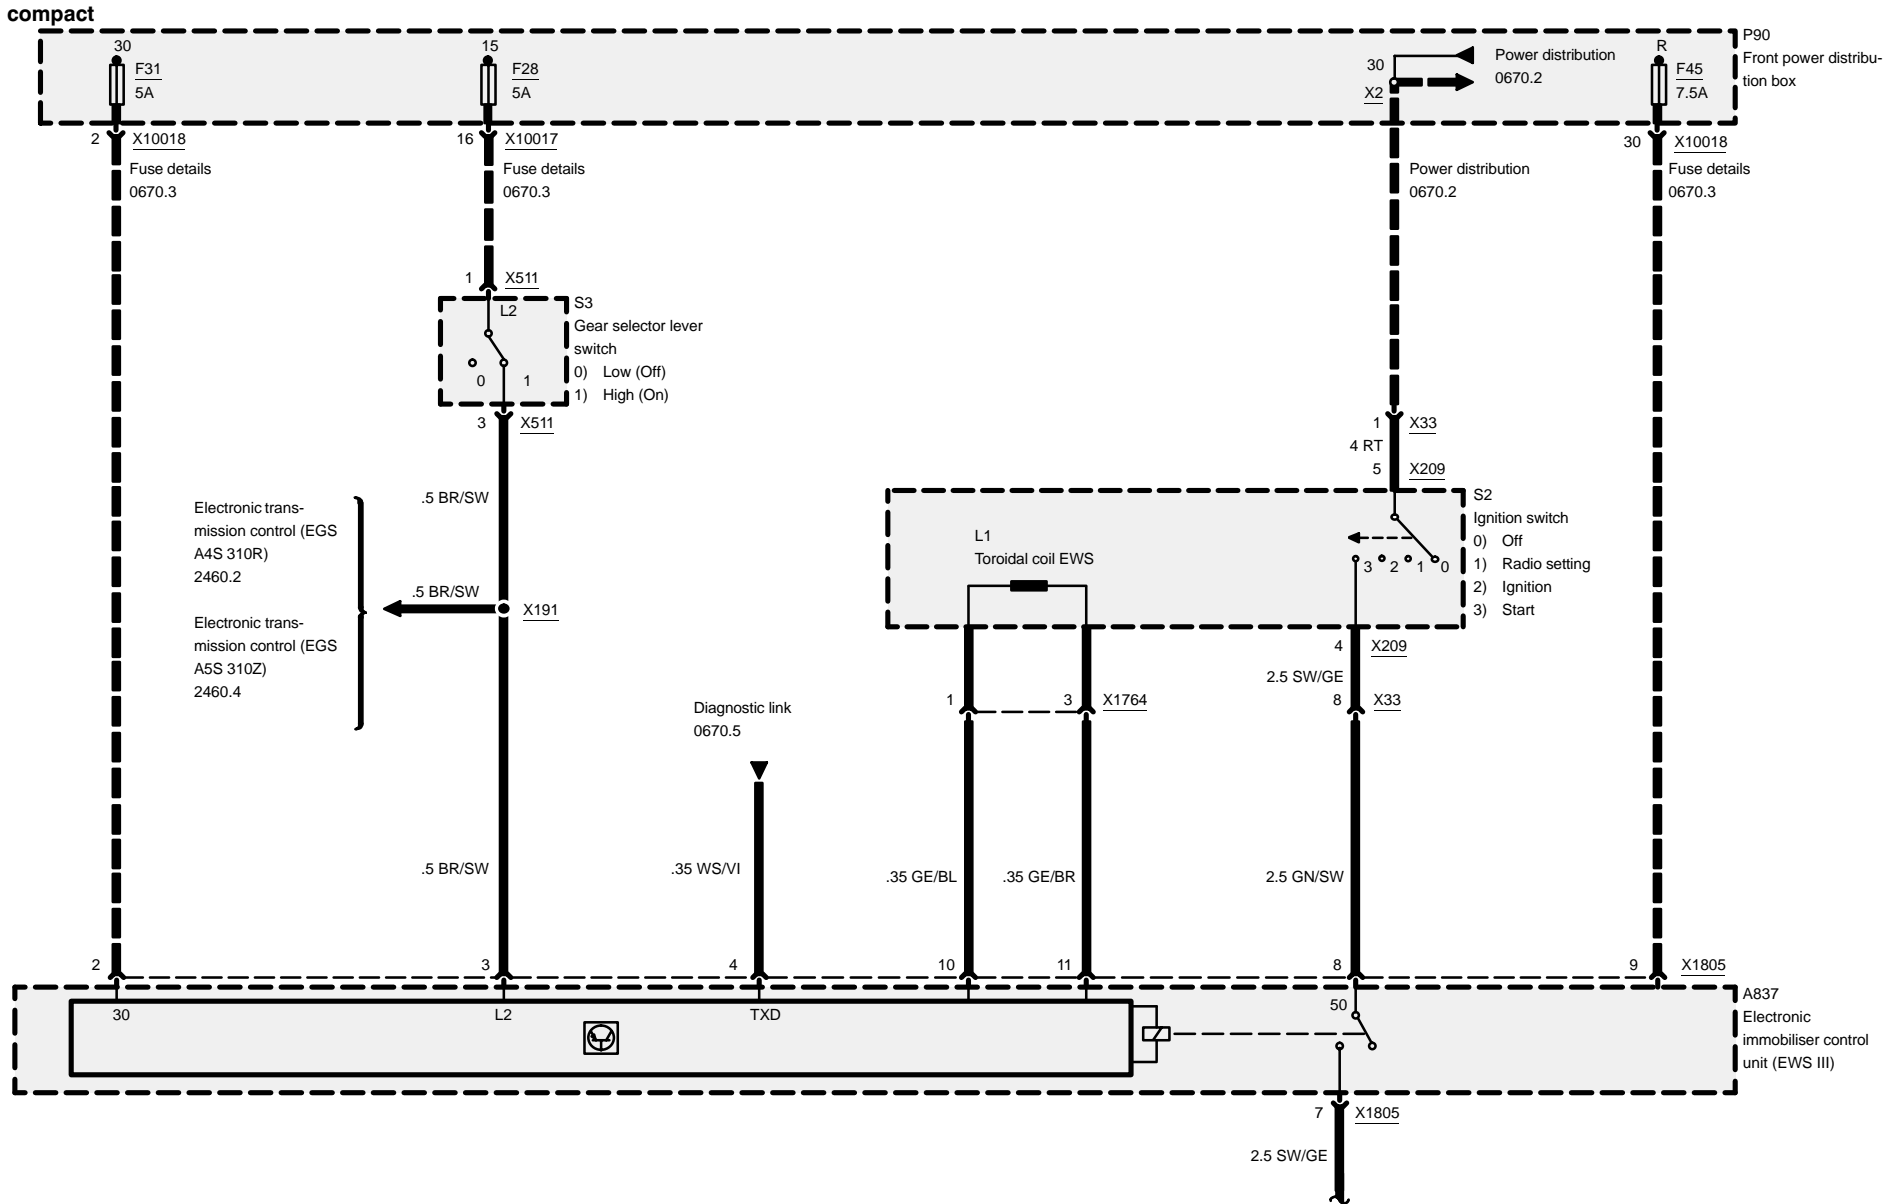 compact
30
F31
5A
15
F28
5A
30
X2
Power distribution
0670.2
R
F45
7.5A
P90
Front power distribu-
tion box
2
X10018
Fuse details
0670.3
16
X10017
Fuse details
0670.3
Power distribution
0670.2
30
X10018
Fuse details
0670.3
1
X511
L2
0
1
S3
Gear selector lever
switch
0) Low (Off)
1) High (On)
3
X511
1
X33
4 RT
5
X209
.5 BR/SW
Electronic trans-
mission control (EGS
A4S 310R)
2460.2
Electronic trans-
mission control (EGS
A5S 310Z)
2460.4
.5 BR/SW
X191
L1
Toroidal coil EWS
3
2
1
0
S2
Ignition switch
0) Off
1) Radio setting
2) Ignition
3) Start
4
X209
2.5 SW/GE
8
X33
1
3
X1764
Diagnostic link
0670.5
.5 BR/SW
.35 WS/VI
.35 GE/BL
.35 GE/BR
2.5 GN/SW
2
3
4
10
11
8
9
X1805
30
L2
TXD
50
A837
Electronic
immobiliser control
unit (EWS III)
7
X1805
2.5 SW/GE